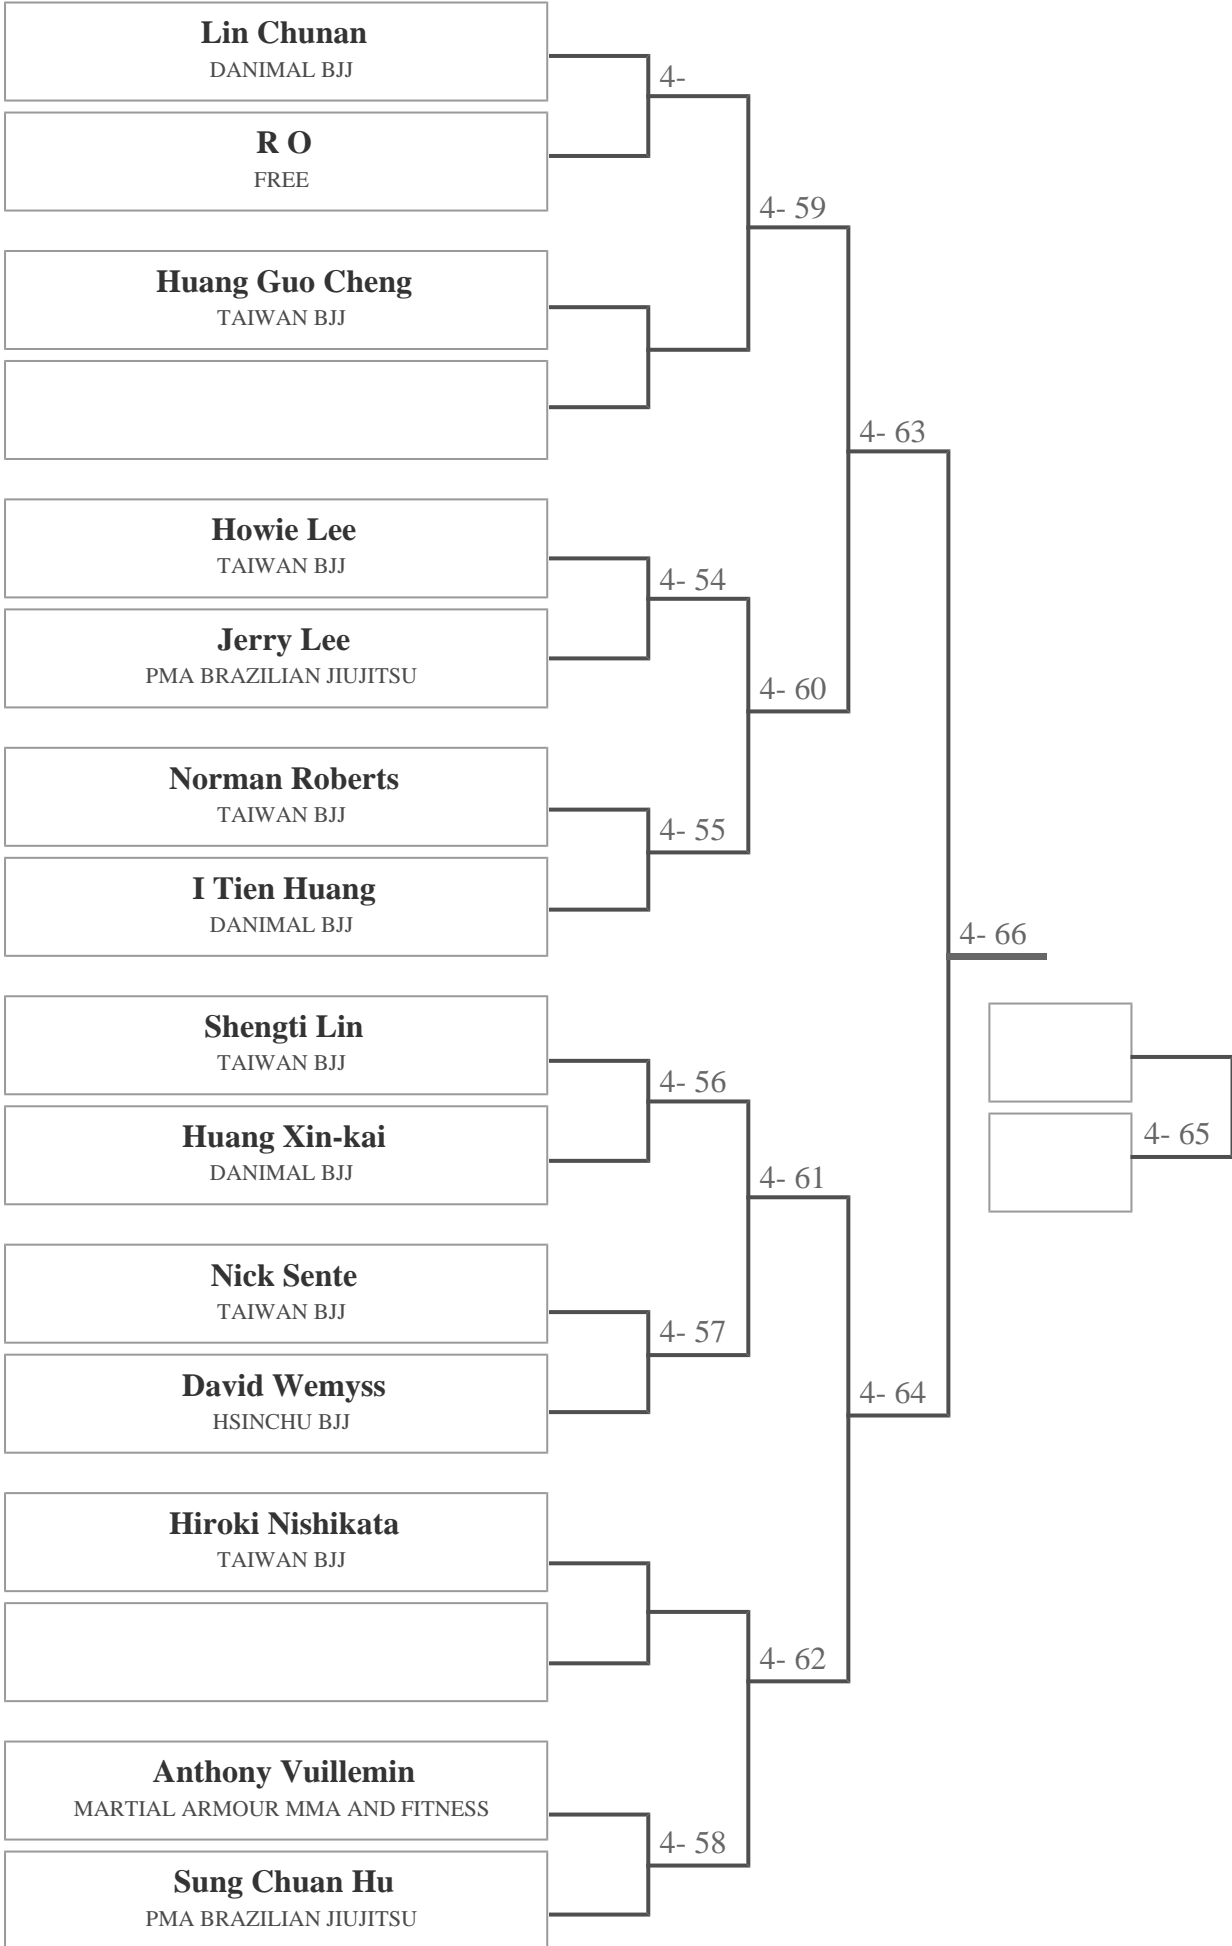 Lin Chunan
DANIMAL BJJ
4-
R O
FREE
4- 59
Huang Guo Cheng
TAIWAN BJJ
4- 63
Howie Lee
TAIWAN BJJ
4- 54
Jerry Lee
PMA BRAZILIAN JIUJITSU
4- 60
Norman Roberts
TAIWAN BJJ
4- 55
I Tien Huang
DANIMAL BJJ
4- 66
Shengti Lin
TAIWAN BJJ
4- 56
Huang Xin-kai
DANIMAL BJJ
4- 65
4- 61
Nick Sente
TAIWAN BJJ
4- 57
David Wemyss
HSINCHU BJJ
4- 64
Hiroki Nishikata
TAIWAN BJJ
4- 62
Anthony Vuillemin
MARTIAL ARMOUR MMA AND FITNESS
4- 58
Sung Chuan Hu
PMA BRAZILIAN JIUJITSU